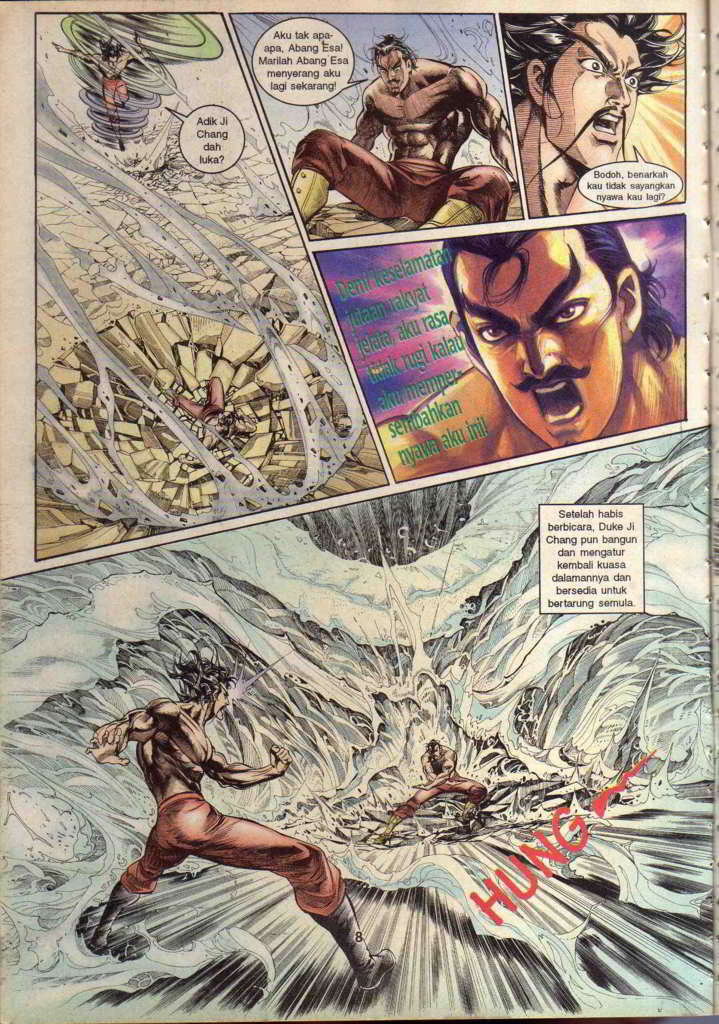 Adik Ji
Chang
dah
luka?
Aku tak apa-
apa, Abang Esa!
Marilah Abang Esa
menyerang aku
lagi sekarang!
Bodoh, benarkah
kau tidak sayangkan
nyawa kau lagi?
Demi keselamatan
jutaan rakyat
jelata, aku rasa
tidak rugi kalau
aku memper-
sembahkan
nyawa aku ini!
Setelah habis
berbicara, Duke Ji
Chang pun bangun
dan mengatur
kembali kuasa
dalamannya dan
bersedia untuk
bertarung semula.
HUNG
8